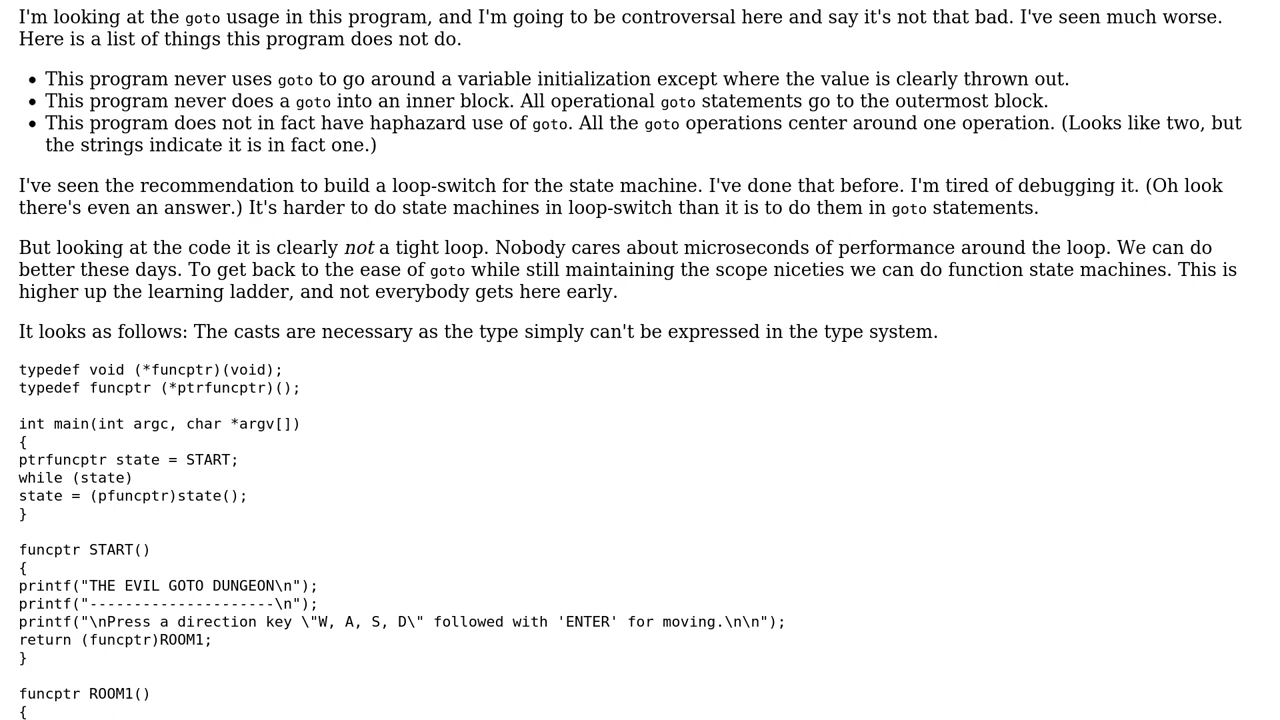 I'm looking at the goto usage in this program, and I'm going to be controversial here and say it's not that bad. I've seen much worse.
Here is a list of things this program does not do.
• This program never uses goto to go around a variable initialization except where the value is clearly thrown out.
• This program never does a goto into an inner block. All operational goto statements go to the outermost block.
• This program does not in fact have haphazard use of goto. All the goto operations center around one operation. (Looks like two, but
the strings indicate it is in fact one.)
I've seen the recommendation to build a loop-switch for the state machine. I've done that before. I'm tired of debugging it. (Oh look
there's even an answer.) It's harder to do state machines in loop-switch than it is to do them in goto statements.
But looking at the code it is clearly not a tight loop. Nobody cares about microseconds of performance around the loop. We can do
better these days. To get back to the ease of goto while still maintaining the scope niceties we can do function state machines. This is
higher up the learning ladder, and not everybody gets here early.
It looks as follows: The casts are necessary as the type simply can't be expressed in the type system.
typedef void (*funcptr)(void);
typedef funcptr (*ptrfuncptr)();
int main(int argc, char *argv[])
{
ptrfuncptr state = START;
while (state)
state = (pfuncptr)state();
}
funcptr START()
{
printf("THE EVIL GOTO DUNGEON\n");
printf("---------------------\n");
printf("\nPress a direction key \"W, A, S, D\" followed with 'ENTER' for moving.\n\n");
return (funcptr)ROOM1;
}
funcptr ROOM1()
{